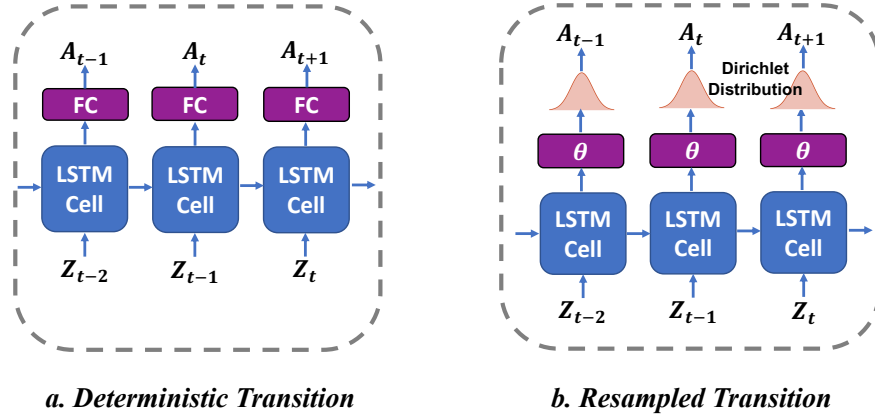 A_{t-1} A_t A_{t+1}
FC FC FC
LSTM Cell LSTM Cell LSTM Cell
Z_{t-2} Z_{t-1} Z_t
a. Deterministic Transition
A_{t-1} A_t A_{t+1}
Dirichlet
Distribution
θ θ θ
LSTM Cell LSTM Cell LSTM Cell
Z_{t-2} Z_{t-1} Z_t
b. Resampled Transition